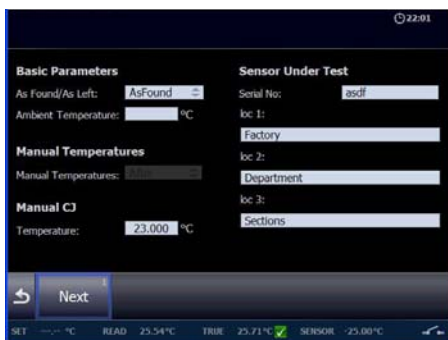 22:01
Basic Parameters
As Found/As Left: AsFound
Ambient Temperature: °C
Manual Temperatures
Manual Temperatures:
Manual CJ
Temperature: 23.000 °C
Sensor Under Test
Serial No: asdf
loc 1:
Factory
loc 2:
Department
loc 3:
Sections
Next 1
SET ---.-- °C READ 25.54°C TRUE 25.71°C SENSOR -25.00°C